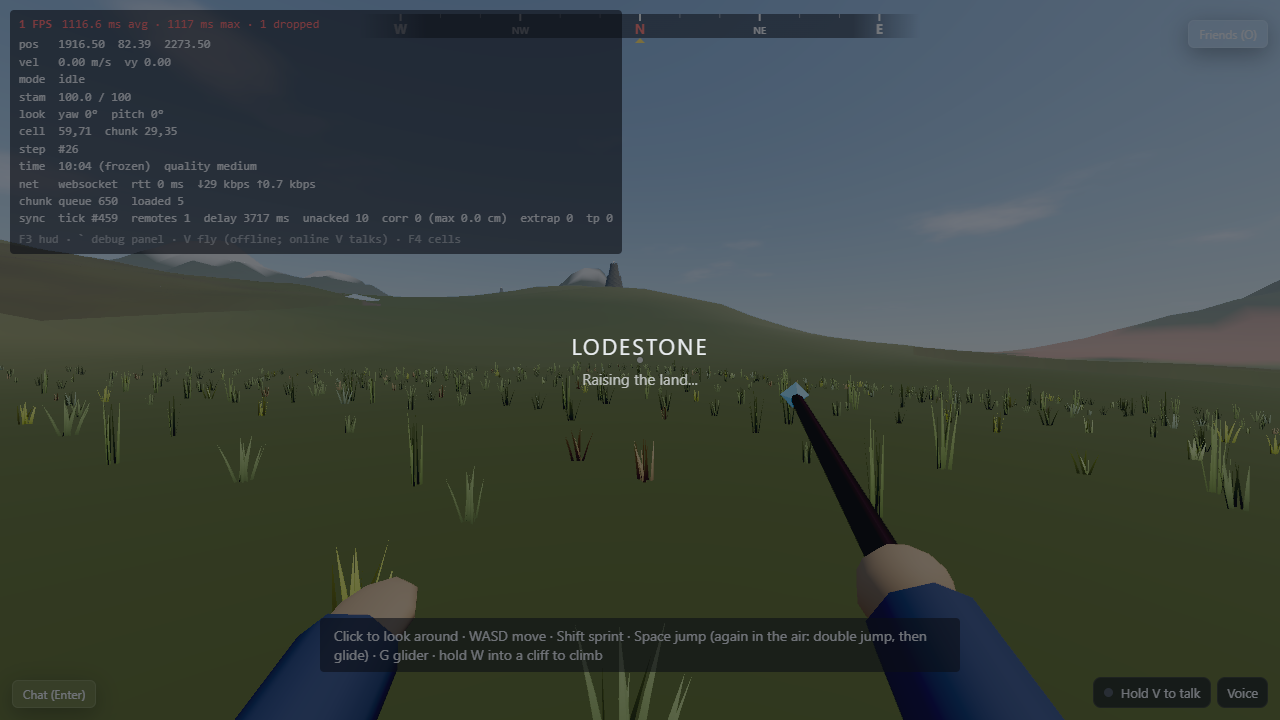 1 FPS 1116.6 ms avg · 1117 ms max · 1 dropped
pos 1916.50 82.39 2273.50
vel 0.00 m/s vy 0.00
mode idle
stam 100.0 / 100
look yaw 0° pitch 0°
cell 59,71 chunk 29,35
step #26
time 10:04 (frozen) quality medium
net websocket rtt 0 ms ↓29 kbps ↑0.7 kbps
chunk queue 650 loaded 5
sync tick #459 remotes 1 delay 3717 ms unacked 10 corr 0 (max 0.0 cm) extrap 0 tp 0
F3 hud · ` debug panel · V fly (offline; online V talks) · F4 cells
W NW N NE E
Friends (O)
LODESTONE
Raising the land...
Click to look around · WASD move · Shift sprint · Space jump (again in the air: double jump, then
glide) · G glider · hold W into a cliff to climb
Chat (Enter)
Hold V to talk
Voice